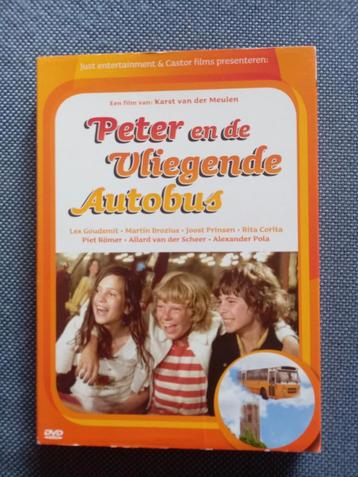 Just entertainment & Castor films presenteren:
Een film van: Karst van der Meulen
Peter en de
Vliegende
Autobus
Lex Goudsmit • Martin Brozius • Joost Prinsen • Rita Corita
Piet Römer • Allard van der Scheer • Alexander Pola
DVD